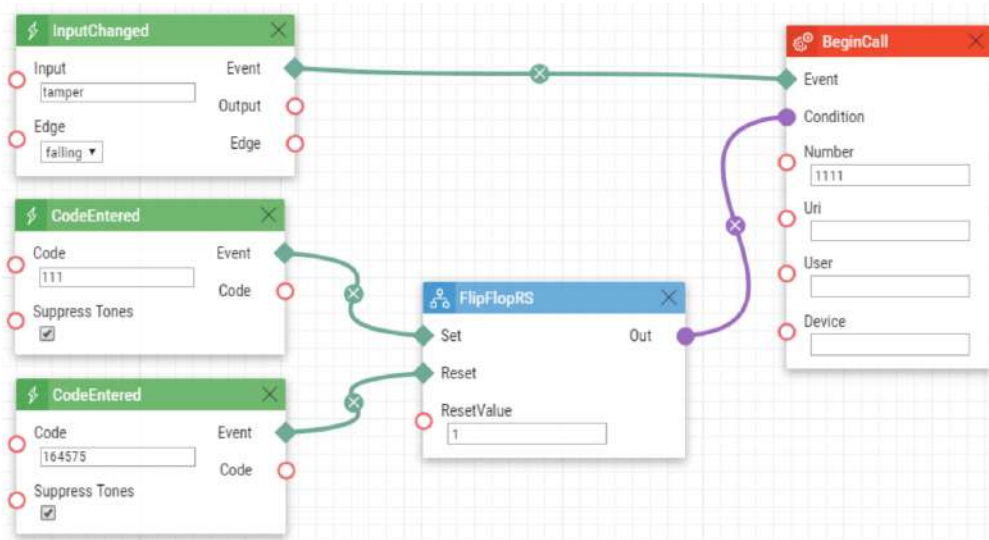 InputChanged
Input
Event
tamper
Output
Edge
Edge
falling
CodeEntered
Code
Event
111
Code
Suppress Tones
CodeEntered
Code
Event
164575
Code
Suppress Tones
FlipFlopRS
Set
Out
Reset
ResetValue
1
BeginCall
Event
Condition
Number
1111
Uri
User
Device